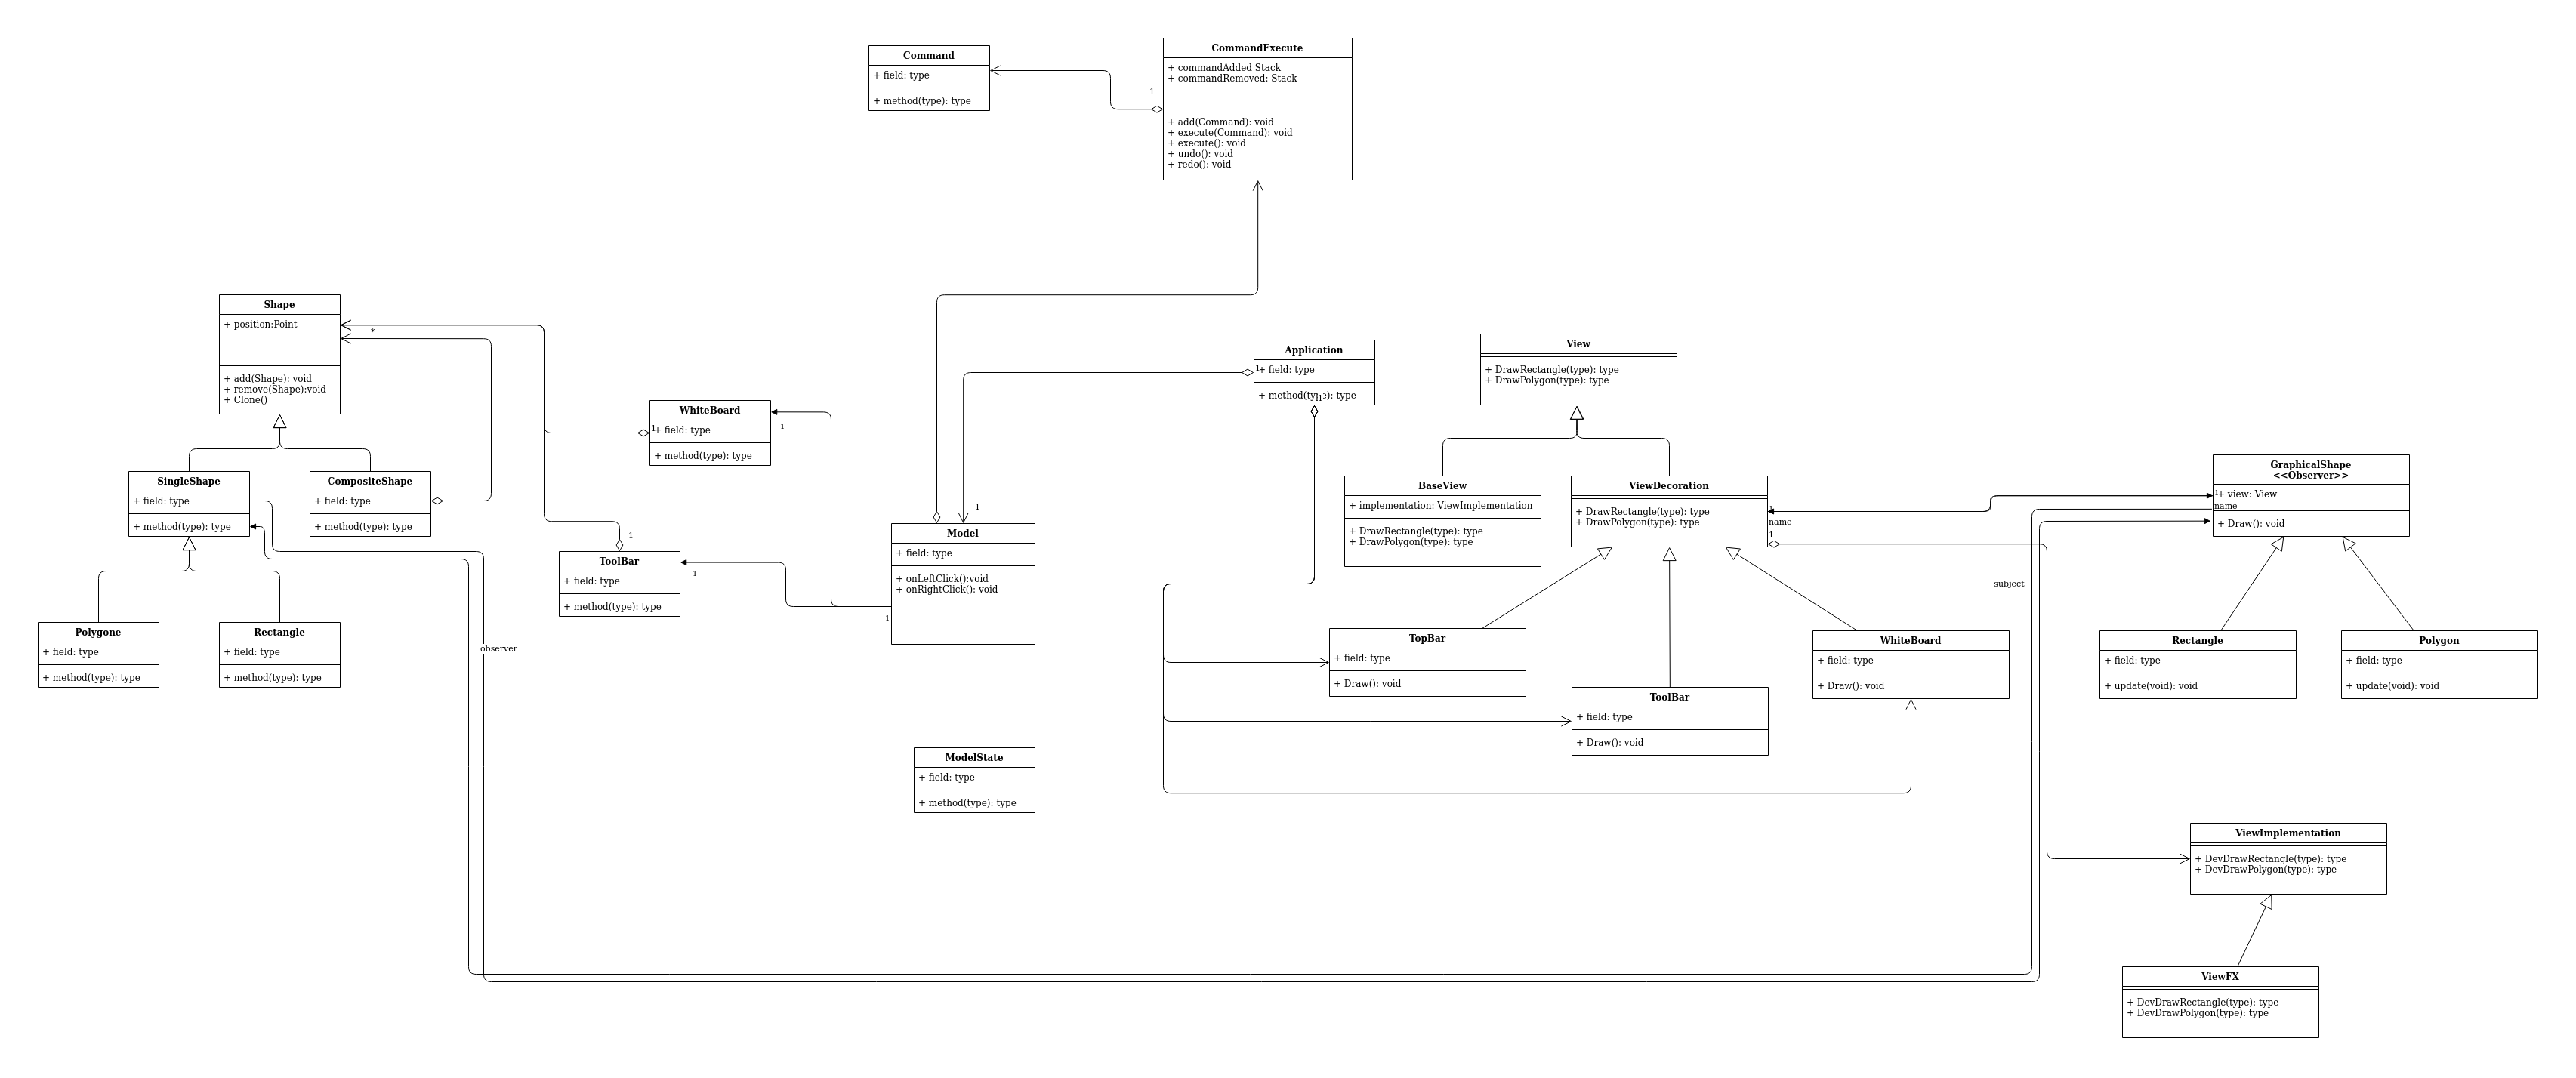 Command
+ field: type
+ method(type): type
CommandExecute
+ commandAdded Stack
+ commandRemoved: Stack
1
+ add(Command): void
+ execute(Command): void
+ execute(): void
+ undo(): void
+ redo(): void
Shape
+ position:Point
+ add(Shape): void
+ remove(Shape):void
+ Clone()
*
SingleShape
+ field: type
+ method(type): type
CompositeShape
+ field: type
+ method(type): type
Polygone
+ field: type
+ method(type): type
Rectangle
+ field: type
+ method(type): type
observer
WhiteBoard
1
+ field: type
+ method(type): type
1
ToolBar
+ field: type
+ method(type): type
1
1
Model
+ field: type
+ onLeftClick():void
+ onRightClick(): void
1
1
ModelState
+ field: type
+ method(type): type
Application
1
+ field: type
+ method(type): type
1
View
+ DrawRectangle(type): type
+ DrawPolygon(type): type
BaseView
+ implementation: ViewImplementation
+ DrawRectangle(type): type
+ DrawPolygon(type): type
ViewDecoration
+ DrawRectangle(type): type
+ DrawPolygon(type): type
1
name
1
TopBar
+ field: type
+ Draw(): void
ToolBar
+ field: type
+ Draw(): void
WhiteBoard
+ field: type
+ Draw(): void
subject
GraphicalShape
<<Observer>>
1
+ view: View
name
+ Draw(): void
Rectangle
+ field: type
+ update(void): void
Polygon
+ field: type
+ update(void): void
ViewImplementation
+ DevDrawRectangle(type): type
+ DevDrawPolygon(type): type
ViewFX
+ DevDrawRectangle(type): type
+ DevDrawPolygon(type): type